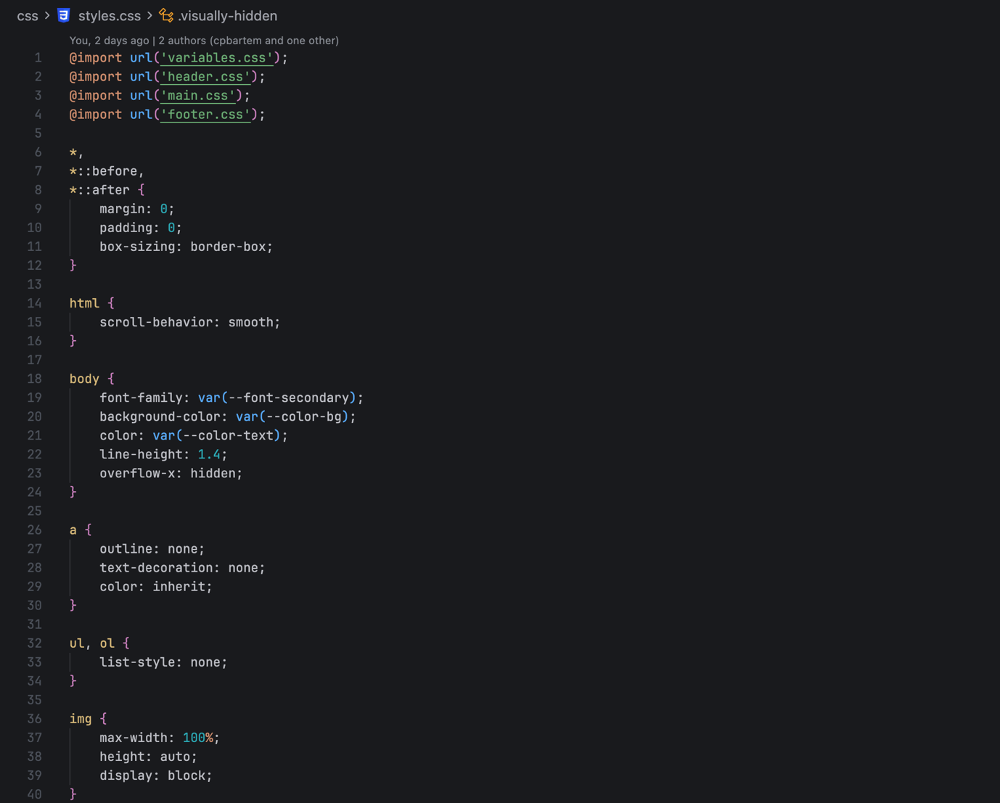 css > styles.css > .visually-hidden
You, 2 days ago | 2 authors (cpbartem and one other)
1 @import url('variables.css');
2 @import url('header.css');
3 @import url('main.css');
4 @import url('footer.css');
5
6 *,
7 *::before,
8 *::after {
9     margin: 0;
10     padding: 0;
11     box-sizing: border-box;
12 }
13
14 html {
15     scroll-behavior: smooth;
16 }
17
18 body {
19     font-family: var(--font-secondary);
20     background-color: var(--color-bg);
21     color: var(--color-text);
22     line-height: 1.4;
23     overflow-x: hidden;
24 }
25
26 a {
27     outline: none;
28     text-decoration: none;
29     color: inherit;
30 }
31
32 ul, ol {
33     list-style: none;
34 }
35
36 img {
37     max-width: 100%;
38     height: auto;
39     display: block;
40 }